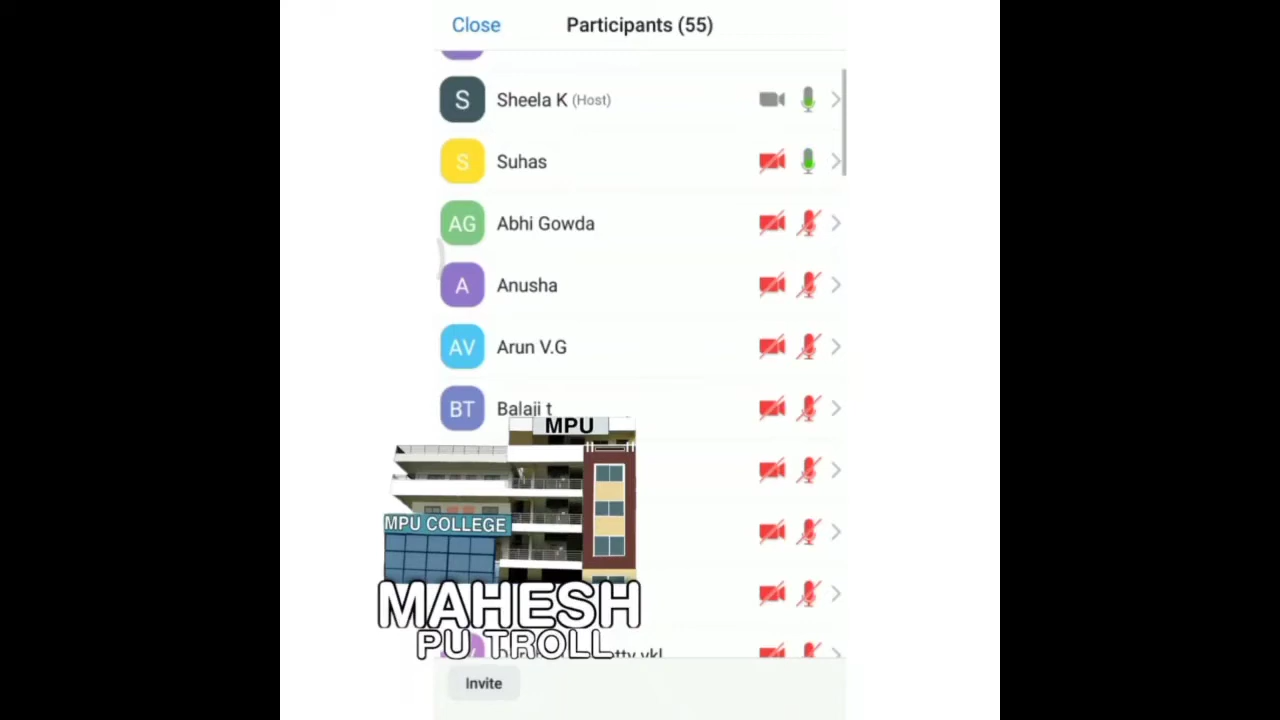 Close
Participants (55)
S
Sheela K (Host)
S
Suhas
AG
Abhi Gowda
A
Anusha
AV
Arun V.G
BT
Balaji t
MPU
MPU COLLEGE
MAHESH
PU TROLL
Invite